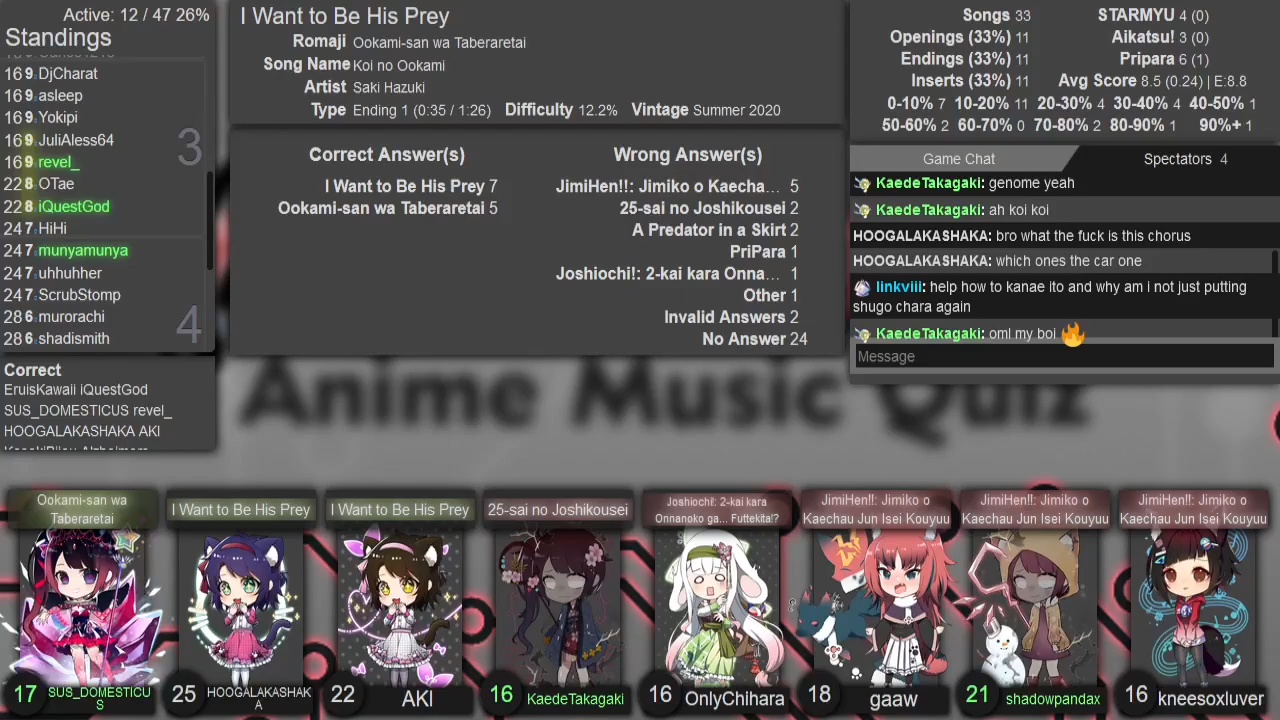 Active: 12 / 47 26%
Standings
16 9 DjCharat
16 9 asleep
16 9 Yokipi
16 9 JuliAless64
3
16 9 revel_
22 8 OTae
22 8 iQuestGod
24 7 HiHi
24 7 munyamunya
24 7 uhhuhher
24 7 ScrubStomp
28 6 murorachi
4
28 6 shadismith
Correct
EruisKawaii iQuestGod
SUS_DOMESTICUS revel_
HOOGALAKASHAKA AKI
I Want to Be His Prey
Romaji Ookami-san wa Taberaretai
Song Name Koi no Ookami
Artist Saki Hazuki
Type Ending 1 (0:35 / 1:26) Difficulty 12.2% Vintage Summer 2020
Correct Answer(s)
I Want to Be His Prey 7
Ookami-san wa Taberaretai 5
Wrong Answer(s)
JimiHen!!: Jimiko o Kaecha... 5
25-sai no Joshikousei 2
A Predator in a Skirt 2
PriPara 1
Joshiochi!: 2-kai kara Onna... 1
Other 1
Invalid Answers 2
No Answer 24
Songs 33 STARMYU 4 (0)
Openings (33%) 11 Aikatsu! 3 (0)
Endings (33%) 11 Pripara 6 (1)
Inserts (33%) 11 Avg Score 8.5 (0.24) | E:8.8
0-10% 7 10-20% 11 20-30% 4 30-40% 4 40-50% 1
50-60% 2 60-70% 0 70-80% 2 80-90% 1 90%+ 1
Game Chat Spectators 4
KaedeTakagaki: genome yeah
KaedeTakagaki: ah koi koi
HOOGALAKASHAKA: bro what the fuck is this chorus
HOOGALAKASHAKA: which ones the car one
linkviii: help how to kanae ito and why am i not just putting
shugo chara again
KaedeTakagaki: oml my boi 🔥
Message
Anime Music Quiz
Ookami-san wa
Taberaretai
I Want to Be His Prey
I Want to Be His Prey
25-sai no Joshikousei
Joshiochi!: 2-kai kara
Onnanoko ga... Futtekita!?
JimiHen!!: Jimiko o
Kaechau Jun Isei Kouyuu
JimiHen!!: Jimiko o
Kaechau Jun Isei Kouyuu
JimiHen!!: Jimiko o
Kaechau Jun Isei Kouyuu
17 SUS_DOMESTICU
S
25 HOOGALAKASHAK
A
22 AKI
16 KaedeTakagaki
16 OnlyChihara
18 gaaw
21 shadowpandax
16 kneesoxluver